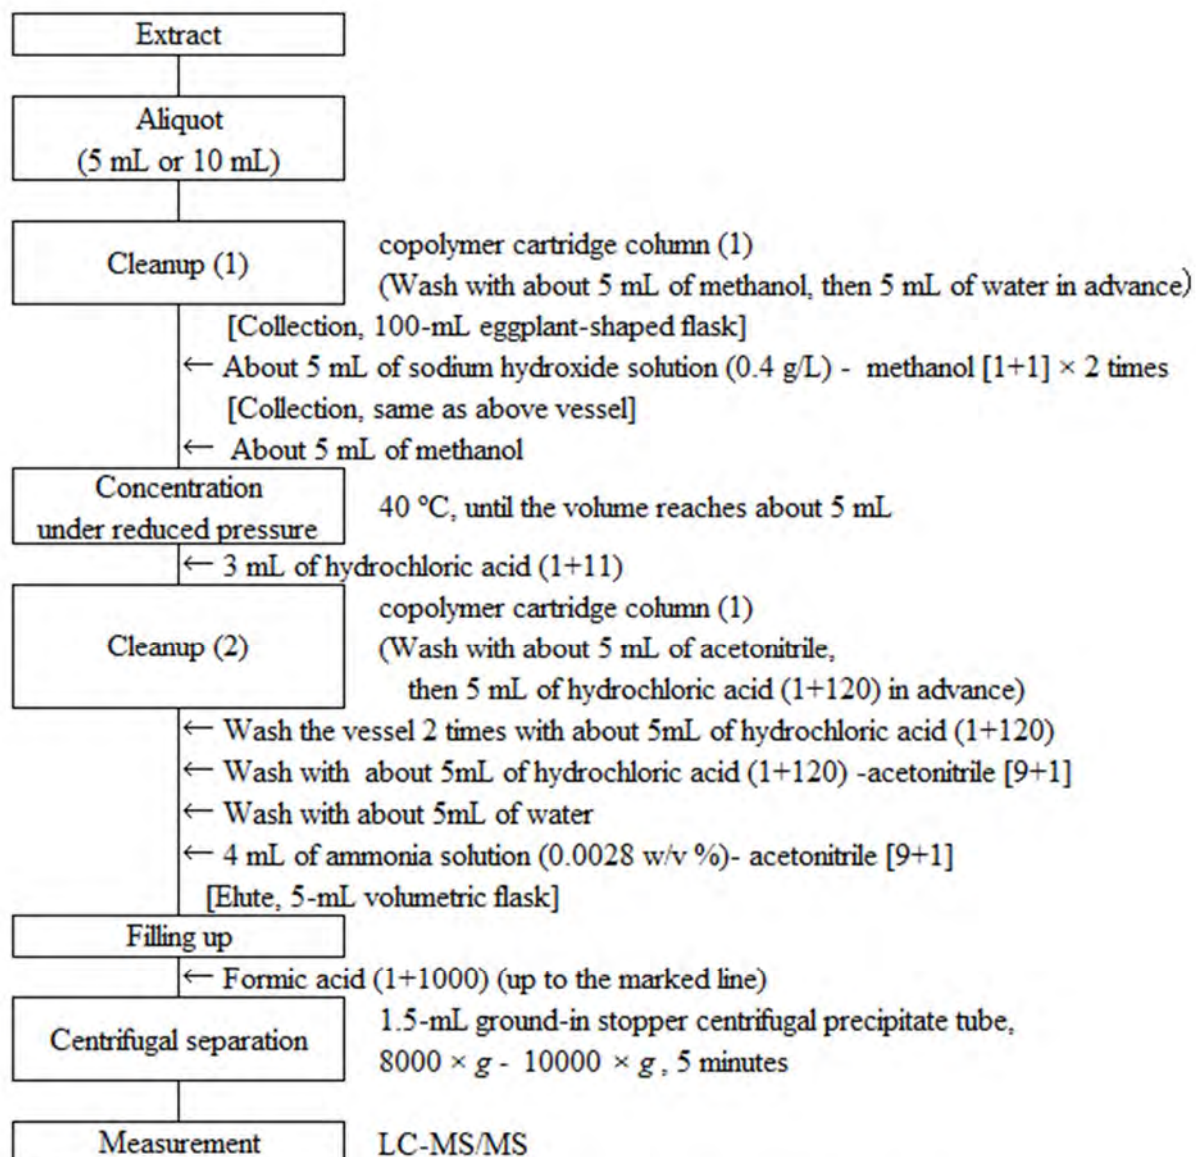 Extract
Aliquot
(5 mL or 10 mL)
Cleanup (1)
copolymer cartridge column (1)
(Wash with about 5 mL of methanol, then 5 mL of water in advance)
[Collection, 100-mL eggplant-shaped flask]
← About 5 mL of sodium hydroxide solution (0.4 g/L) - methanol [1+1] × 2 times
[Collection, same as above vessel]
← About 5 mL of methanol
Concentration
under reduced pressure
40 °C, until the volume reaches about 5 mL
← 3 mL of hydrochloric acid (1+11)
Cleanup (2)
copolymer cartridge column (1)
(Wash with about 5 mL of acetonitrile,
then 5 mL of hydrochloric acid (1+120) in advance)
← Wash the vessel 2 times with about 5mL of hydrochloric acid (1+120)
← Wash with about 5mL of hydrochloric acid (1+120) -acetonitrile [9+1]
← Wash with about 5mL of water
← 4 mL of ammonia solution (0.0028 w/v %)- acetonitrile [9+1]
[Elute, 5-mL volumetric flask]
Filling up
← Formic acid (1+1000) (up to the marked line)
Centrifugal separation
1.5-mL ground-in stopper centrifugal precipitate tube,
8000 × g - 10000 × g , 5 minutes
Measurement
LC-MS/MS